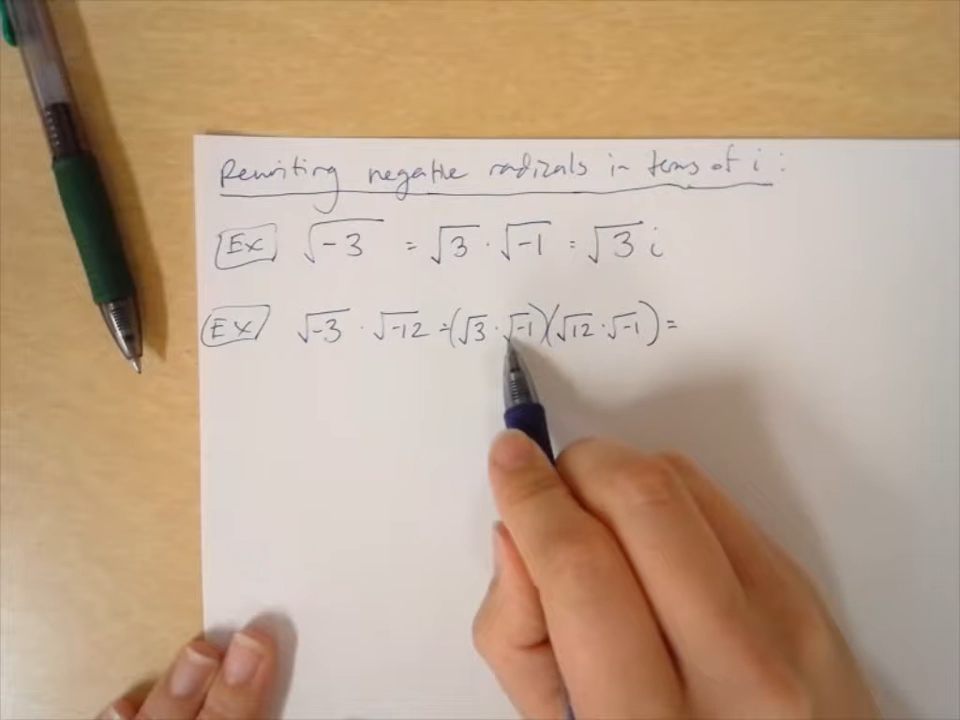 Rewriting negative radicals in terms of i :
Ex √-3 = √3 · √-1 = √3 i
Ex √-3 · √-12 = (√3 · √-1)(√12 · √-1) =